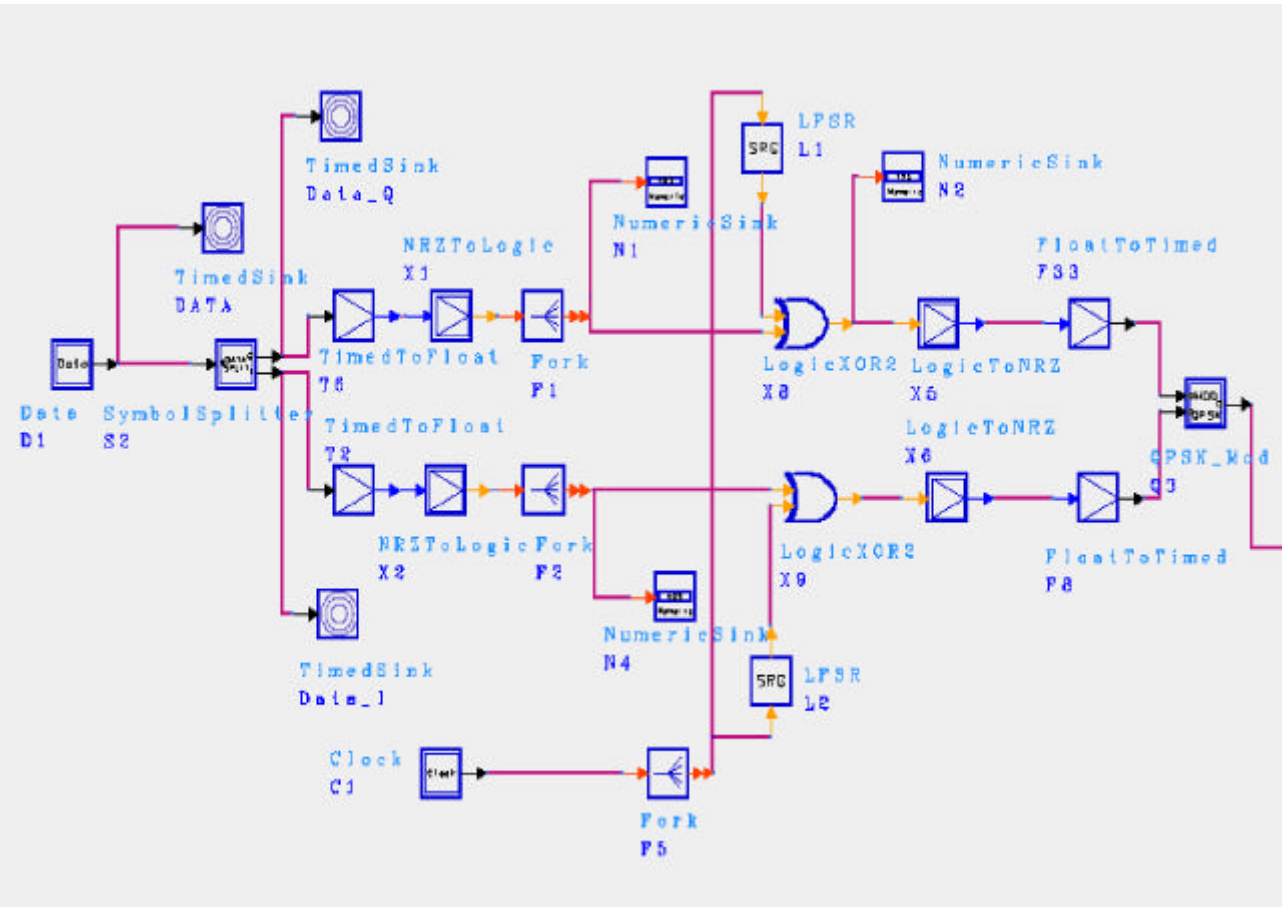 LFSR
L1
SRG
TimedSink
Data_Q
NumericSink
N2
NumericSink
N1
NRZToLogic
X1
FloatToTimed
F33
TimedSink
DATA
Data
Data
D1
SymbolSplitter
S2
TimedToFloat
Fork
F1
LogicXOR2
X8
LogicToNRZ
X5
TimedToFloat
T2
LogicToNRZ
X6
QPSK_Mod
NRZToLogic
X2
Fork
F2
LogicXOR2
X9
FloatToTimed
F8
NumericSink
N4
TimedSink
Data_I
SRG
LFSR
L2
Clock
C1
Clock
Fork
F5